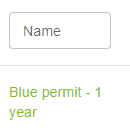 Name
Blue permit - 1
year